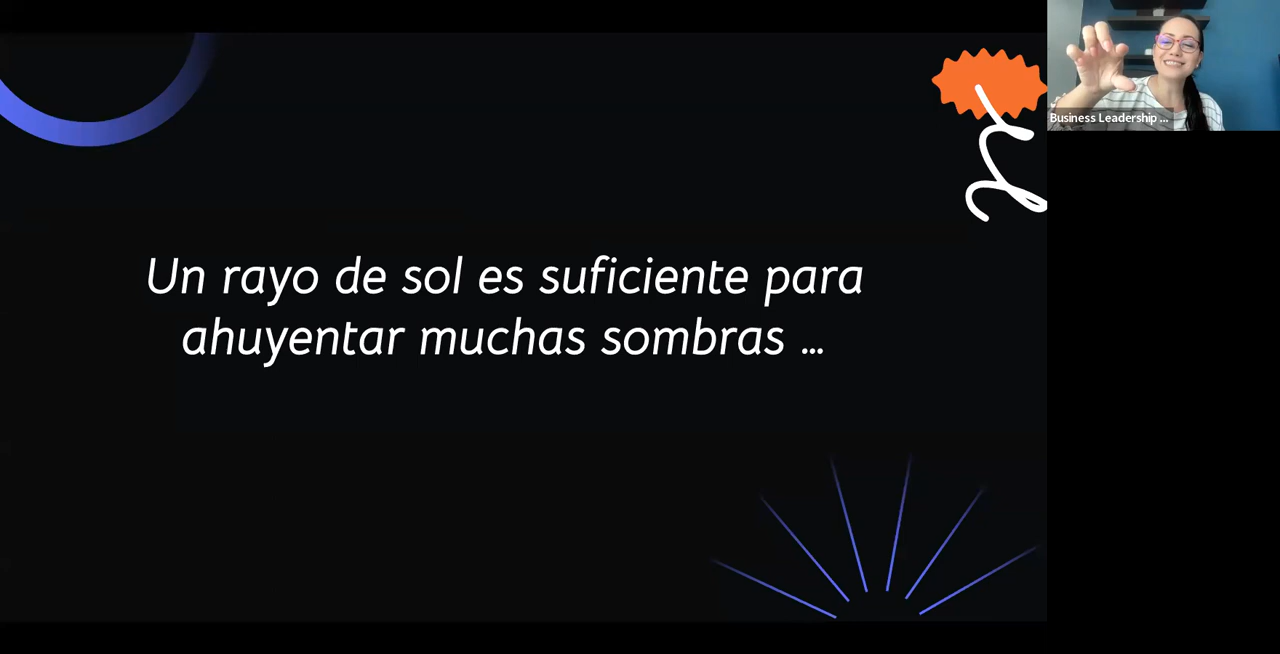 Un rayo de sol es suficiente para
ahuyentar muchas sombras ...
Business Leadership ...